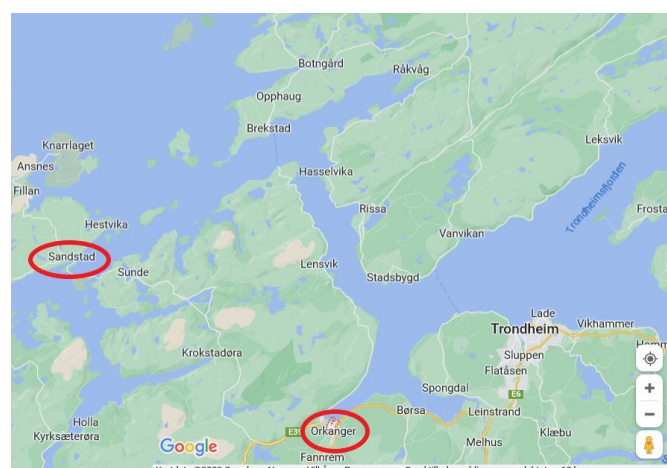 Botngård
Råkvåg
Opphaug
Brekstad
Leksvik
Knarrlaget
Ansnes
Hasselvika
Fillan
Trondheimsfjorden
Rissa
Frosta
Hestvika
Vanvikan
Sandstad
Sunde
Lensvik
Stadsbygd
Lade
Trondheim
Vikhammer
Krokstadøra
Sluppen
Flatåsen
Spongdal
E6
Børsa
Leinstrand
Holla
Orkanger
E39
Klæbu
Kyrksæterøra
Google
Melhus
Fannrem